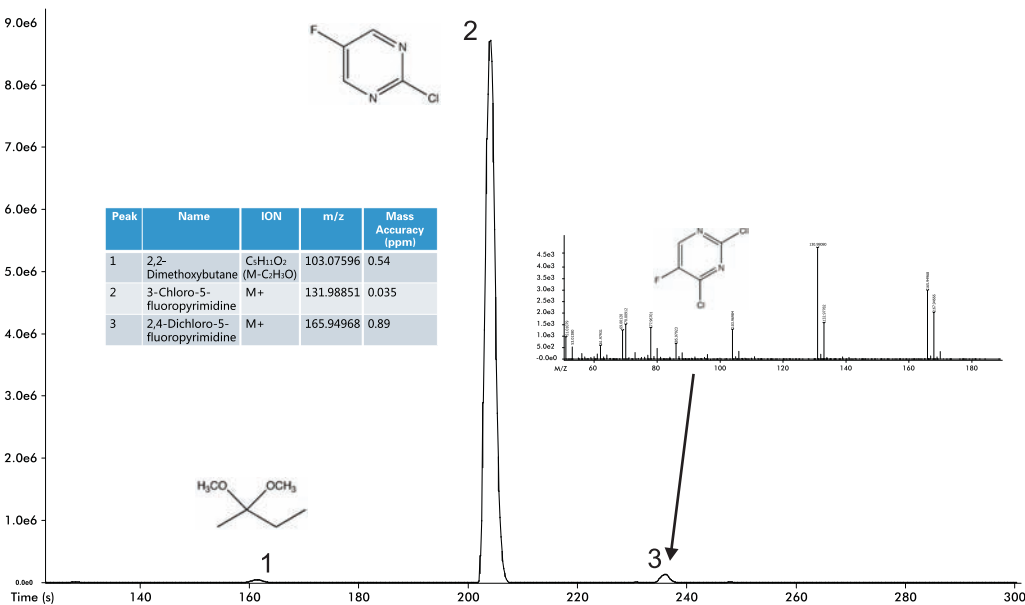 9.0e6
8.0e6
7.0e6
6.0e6
5.0e6
4.0e6
3.0e6
2.0e6
1.0e6
0.0e0
2
F
N
N
Cl
Peak Name ION m/z Mass Accuracy (ppm)
1 2,2-Dimethoxybutane C₅H₁₁O₂ (M-C₂H₃O) 103.07596 0.54
2 3-Chloro-5-fluoropyrimidine M+ 131.98851 0.035
3 2,4-Dichloro-5-fluoropyrimidine M+ 165.94968 0.89
N
Cl
N
F
Cl
4.5e3
4.0e3
3.5e3
3.0e3
2.5e3
2.0e3
1.5e3
1.0e3
5.0e2
-0.0e0
M/Z 60 80 100 120 140 160 180
H₃CO OCH₃
1
3
140 160 180 200 220 240 260 280 300
Time (s)